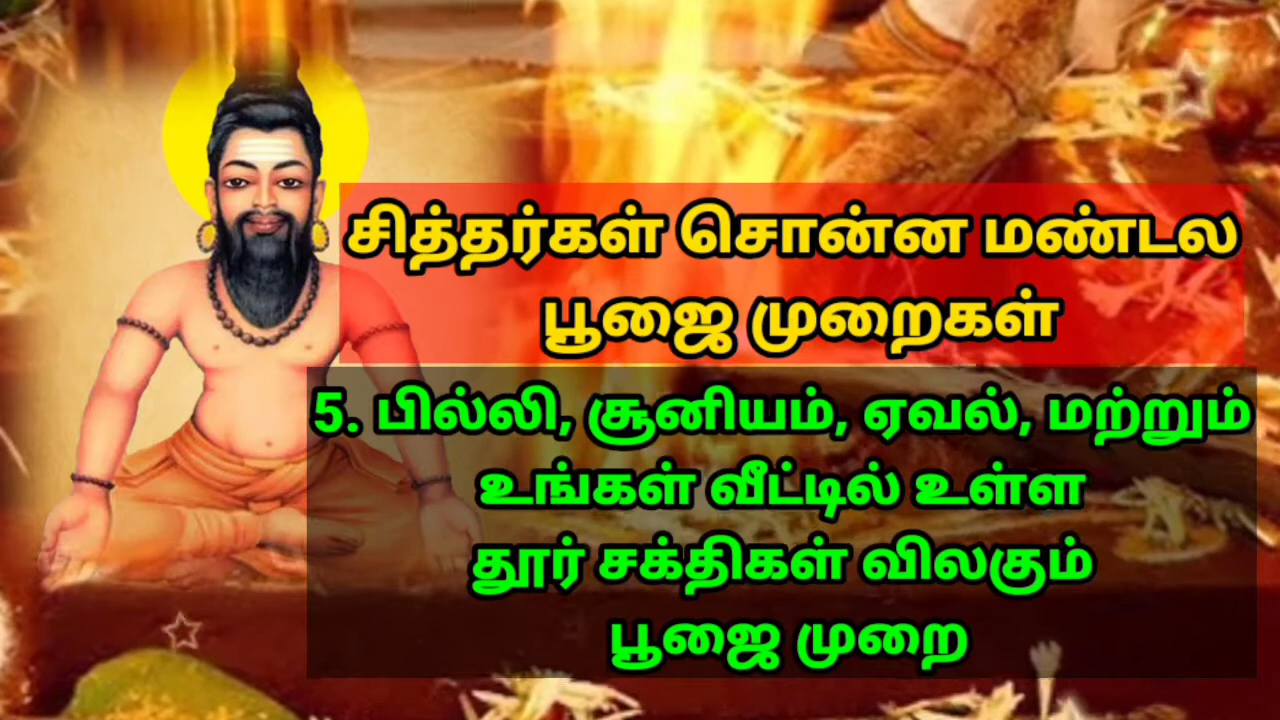 சித்தர்கள் சொன்ன மண்டல
பூஜை முறைகள்
5. பில்லி, சூனியம், ஏவல், மற்றும்
உங்கள் வீட்டில் உள்ள
தூர் சக்திகள் விலகும்
பூஜை முறை